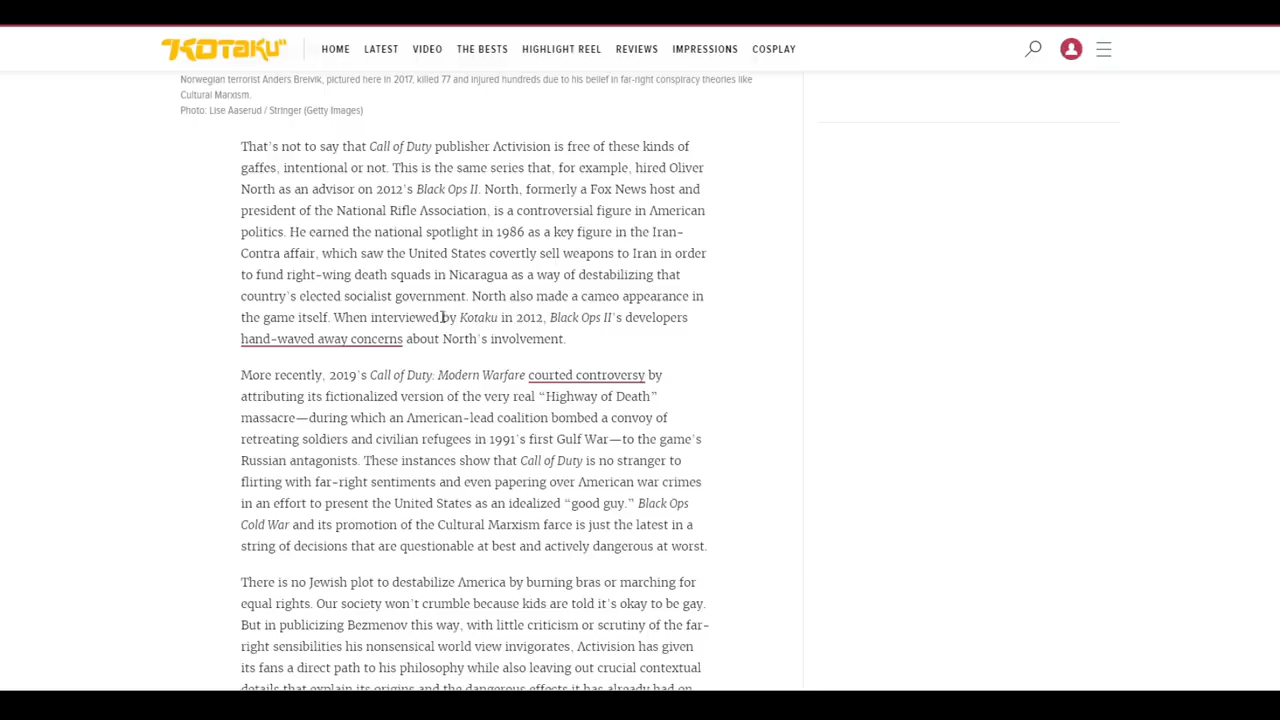 "KOTAKU"
HOME LATEST VIDEO THE BESTS HIGHLIGHT REEL REVIEWS IMPRESSIONS COSPLAY
Norwegian terrorist Anders Breivik, pictured here in 2017, killed 77 and injured hundreds due to his belief in far-right conspiracy theories like
Cultural Marxism.
Photo: Lise Aaserud / Stringer (Getty Images)
That's not to say that Call of Duty publisher Activision is free of these kinds of
gaffes, intentional or not. This is the same series that, for example, hired Oliver
North as an advisor on 2012's Black Ops II. North, formerly a Fox News host and
president of the National Rifle Association, is a controversial figure in American
politics. He earned the national spotlight in 1986 as a key figure in the Iran-
Contra affair, which saw the United States covertly sell weapons to Iran in order
to fund right-wing death squads in Nicaragua as a way of destabilizing that
country's elected socialist government. North also made a cameo appearance in
the game itself. When interviewed by Kotaku in 2012, Black Ops II's developers
hand-waved away concerns about North's involvement.
More recently, 2019's Call of Duty: Modern Warfare courted controversy by
attributing its fictionalized version of the very real “Highway of Death”
massacre—during which an American-lead coalition bombed a convoy of
retreating soldiers and civilian refugees in 1991's first Gulf War—to the game's
Russian antagonists. These instances show that Call of Duty is no stranger to
flirting with far-right sentiments and even papering over American war crimes
in an effort to present the United States as an idealized “good guy.” Black Ops
Cold War and its promotion of the Cultural Marxism farce is just the latest in a
string of decisions that are questionable at best and actively dangerous at worst.
There is no Jewish plot to destabilize America by burning bras or marching for
equal rights. Our society won't crumble because kids are told it's okay to be gay.
But in publicizing Bezmenov this way, with little criticism or scrutiny of the far-
right sensibilities his nonsensical world view invigorates, Activision has given
its fans a direct path to his philosophy while also leaving out crucial contextual
details that explain its origins and the dangerous effects it has already had on